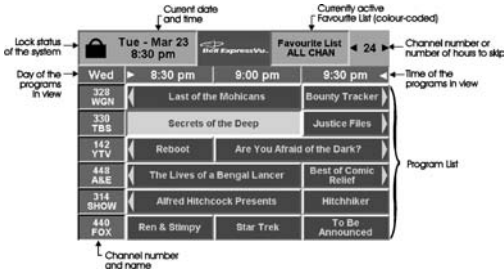 Current date
and time
Currently active
Favourite List (colour-coded)
Lock status
of the system
Tue - Mar 23
8:30 pm
Bell ExpressVu
Favourite List
ALL CHAN
24
Channel number or
number of hours to skip
Day of the
programs
in view
Wed
8:30 pm
9:00 pm
9:30 pm
Time of the
programs in view
328
WGN
Last of the Mohicans
Bounty Tracker
330
TBS
Secrets of the Deep
Justice Files
142
YTV
Reboot
Are You Afraid of the Dark?
448
A&E
The Lives of a Bengal Lancer
Best of Comic
Relief
314
SHOW
Alfred Hitchcock Presents
Hitchhiker
440
FOX
Ren & Stimpy
Star Trek
To Be
Announced
Program List
Channel number
and name